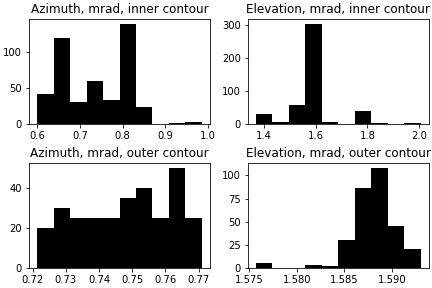 Azimuth, mrad, inner contour
Elevation, mrad, inner contour
100
50
0
0.6 0.7 0.8 0.9 1.0
300
200
100
0
1.4 1.6 1.8 2.0
Azimuth, mrad, outer contour
Elevation, mrad, outer contour
40
20
0
0.72 0.73 0.74 0.75 0.76 0.77
100
75
50
25
0
1.575 1.580 1.585 1.590